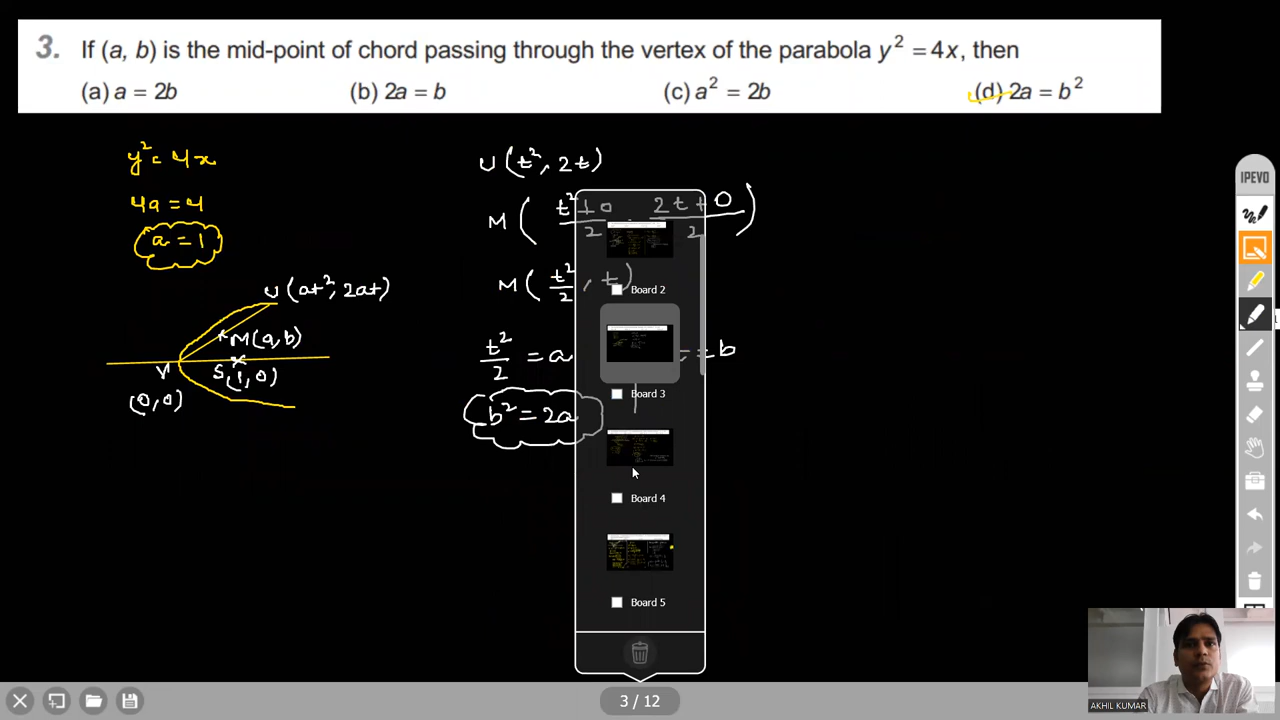 3. If (a, b) is the mid-point of chord passing through the vertex of the parabola y² = 4x, then
(a) a = 2b (b) 2a = b (c) a² = 2b (d) 2a = b²
y² = 4x
4a = 4
a = 1
U(at², 2at)
M(a, b)
V
S(1, 0)
(0, 0)
U(t², 2t)
M(t²+0/2, 2t+0/2)
M(t²/2, t)
t²/2 = a = b
b² = 2a
Board 2
Board 3
Board 4
Board 5
3 / 12
IPEVO
AKHIL KUMAR